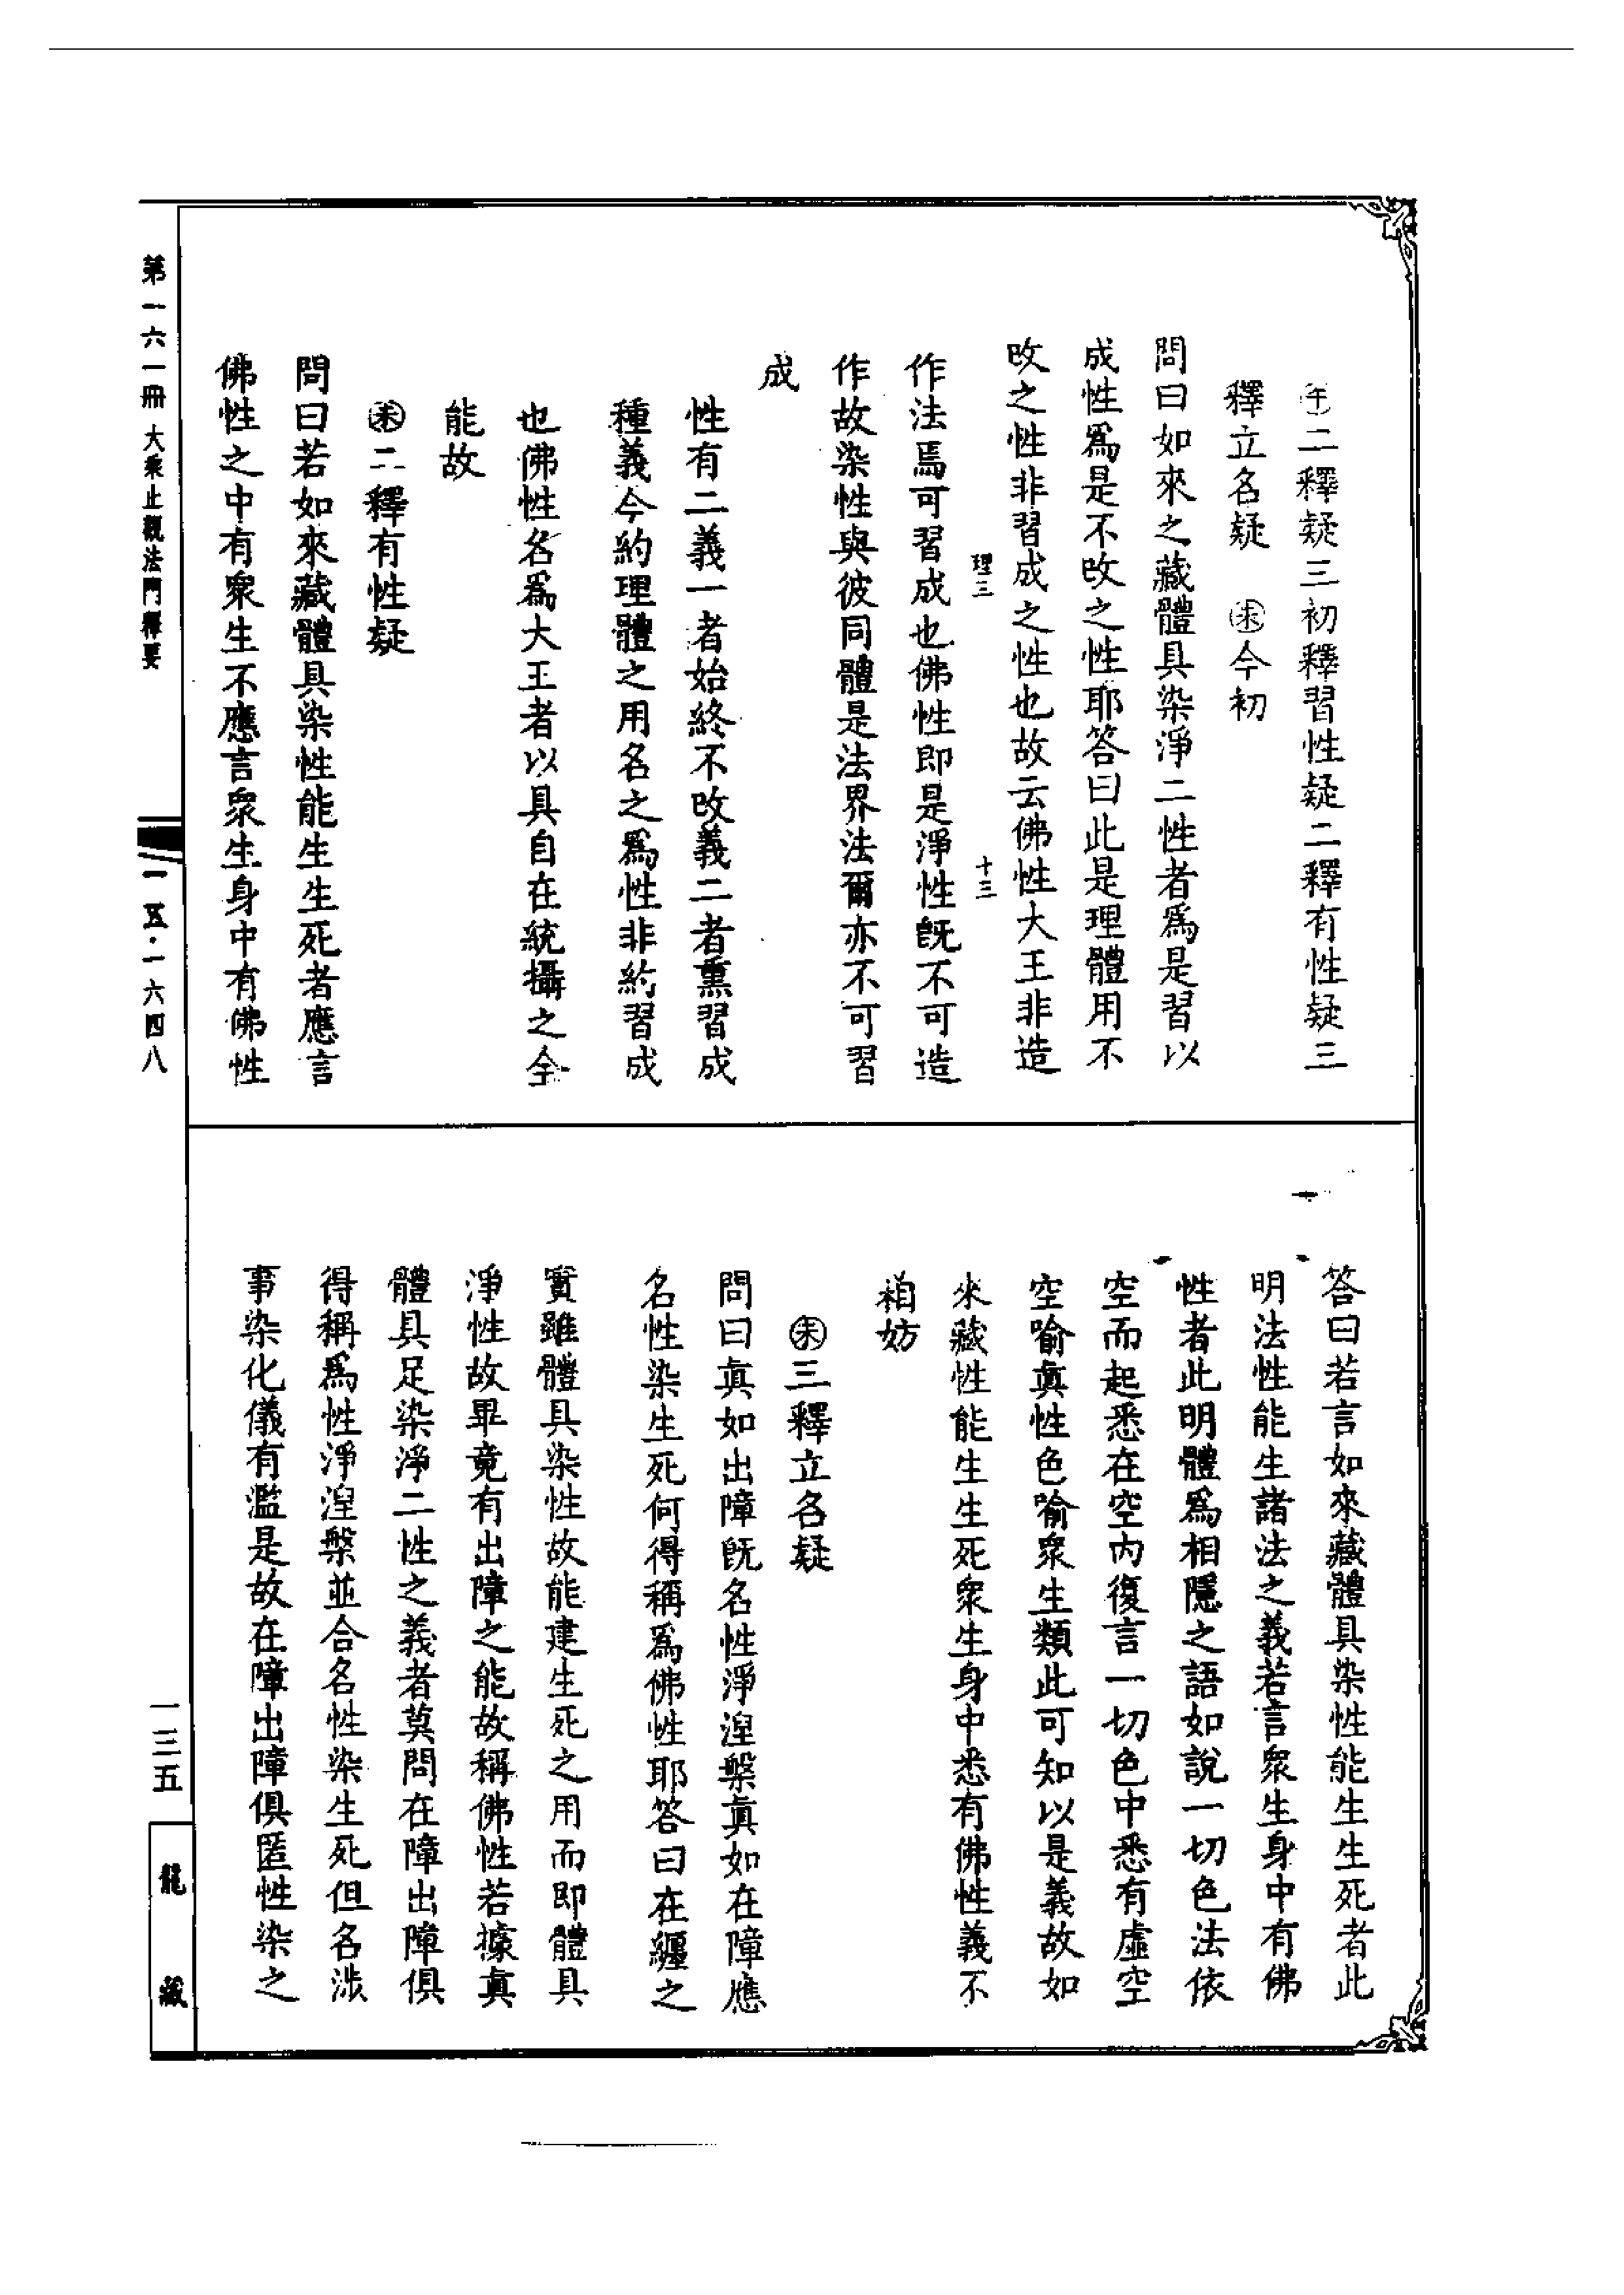 ㊋二釋疑三初釋習性疑二釋有性疑三
釋立名疑　㊍今初
問曰如來之藏體具染淨二性者爲是習以
成性爲是不改之性耶答曰此是理體用不
改之性非習成之性也故云佛性大王非造
理三　十三
作法焉可習成也佛性即是淨性旣不可造
作故染性與彼同體是法界法爾亦不可習
成
性有二義一者始終不改義二者熏習成
種義今約理體之用名之爲性非約習成
也佛性名爲大王者以具自在統攝之全
能故
未二釋有性疑
問曰若如來藏體具染性能生生死者應言
佛性之中有衆生不應言衆生身中有佛性
答曰若言如來藏體具染性能生生死者此
明法性能生諸法之義若言衆生身中有佛
性者此明體爲相隱之語如說一切色法依
空而起悉在空內復言一切色中悉有虛空
空喻眞性色喻衆生類此可知以是義故如
來藏性能生生死衆生身中悉有佛性義不
相妨
未三釋立名疑
問曰眞如出障旣名性淨湼槃眞如在障應
名性染生死何得稱爲佛性耶答曰在纏之
實雖體具染性故能建生死之用而即體具
淨性故畢竟有出障之能故稱佛性若據眞
體具足染淨二性之義者莫問在障出障俱
得稱爲性淨湼槃並合名性染生死但名涉
事染化儀有濫是故在障出障俱匿性染之
第一六一冊　大乘止觀法門釋要
一五·一六四八
一三五
龍藏